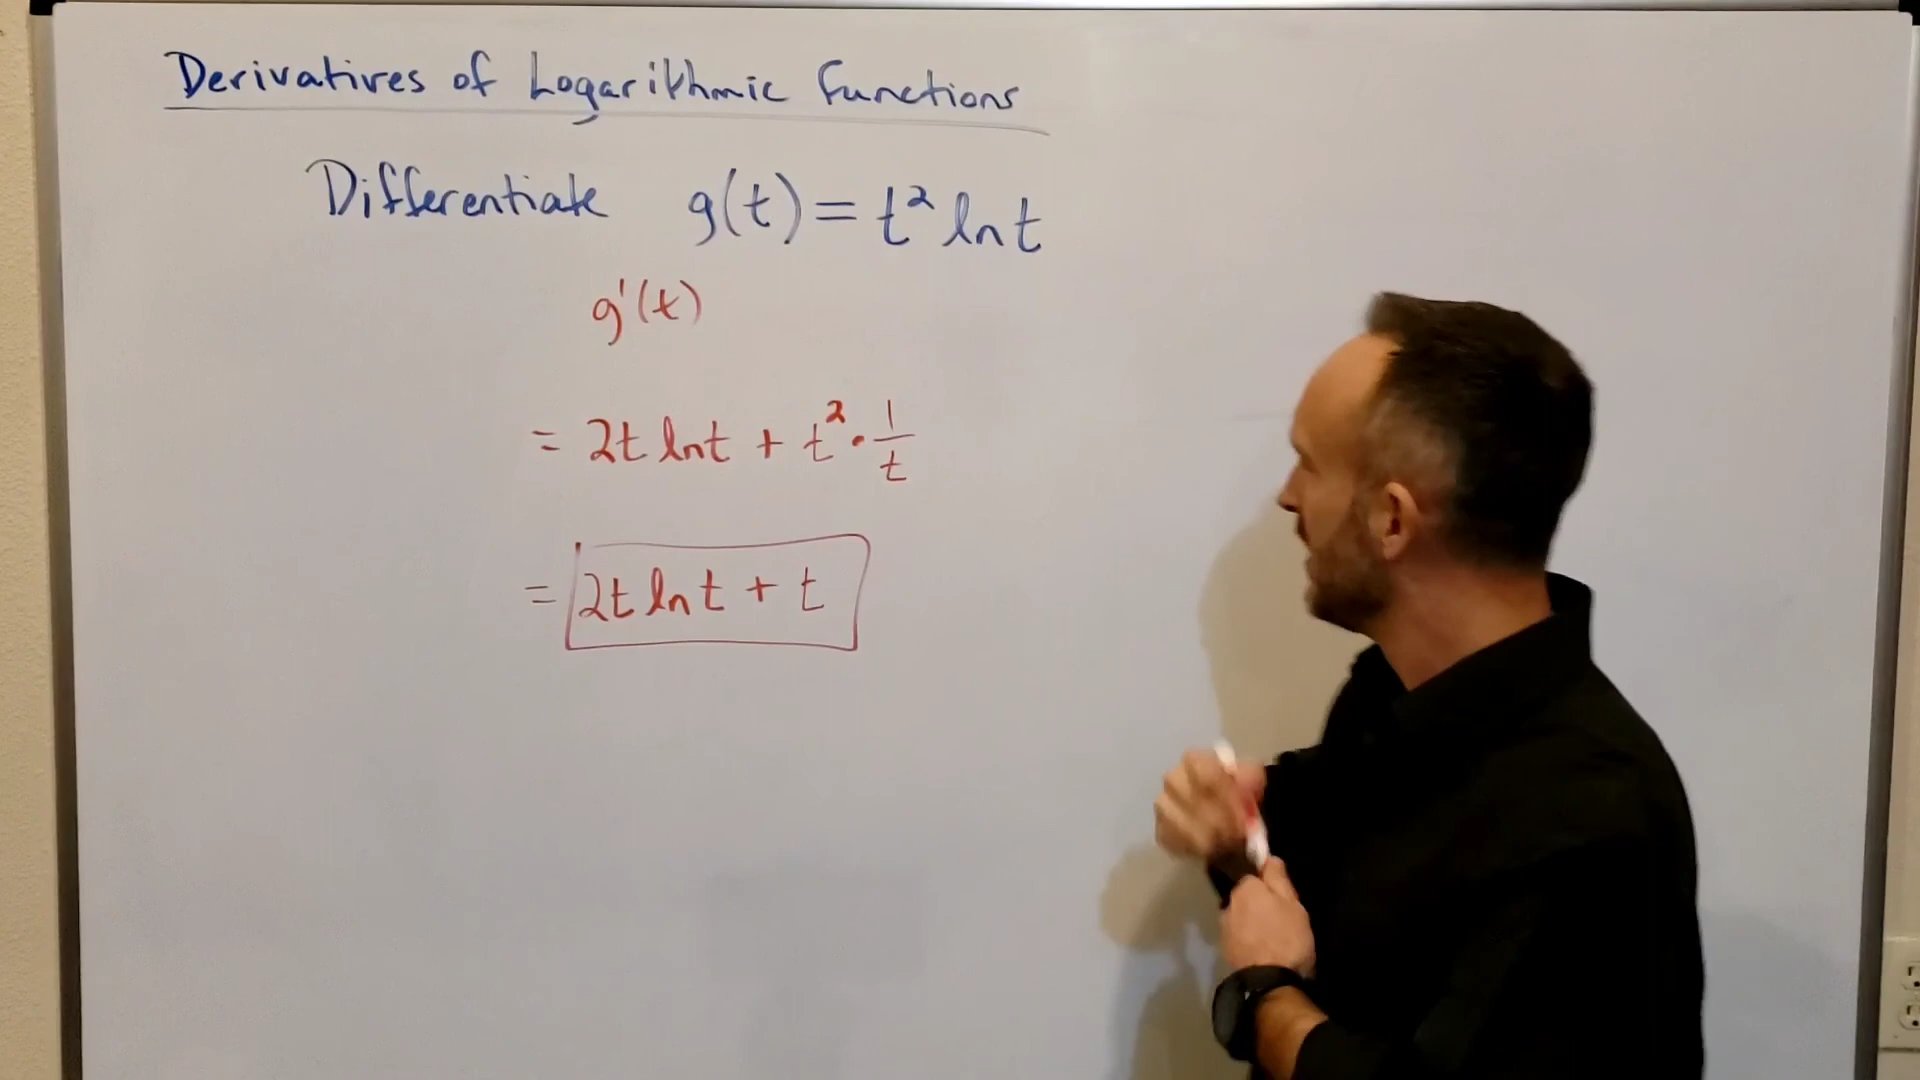 Derivatives of Logarithmic Functions
Differentiate g(t) = t² ln t
g'(t)
= 2t ln t + t² · 1/t
= 2t ln t + t